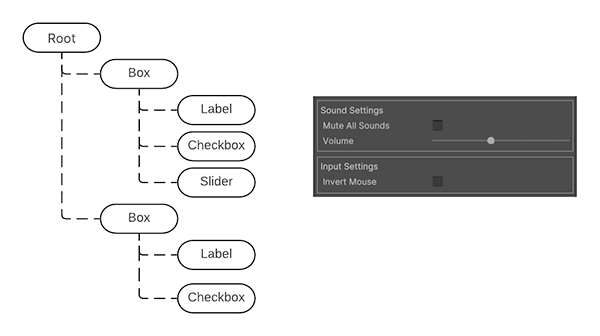 Root
Box
Label
Checkbox
Slider
Box
Label
Checkbox
Sound Settings
Mute All Sounds
Volume
Input Settings
Invert Mouse